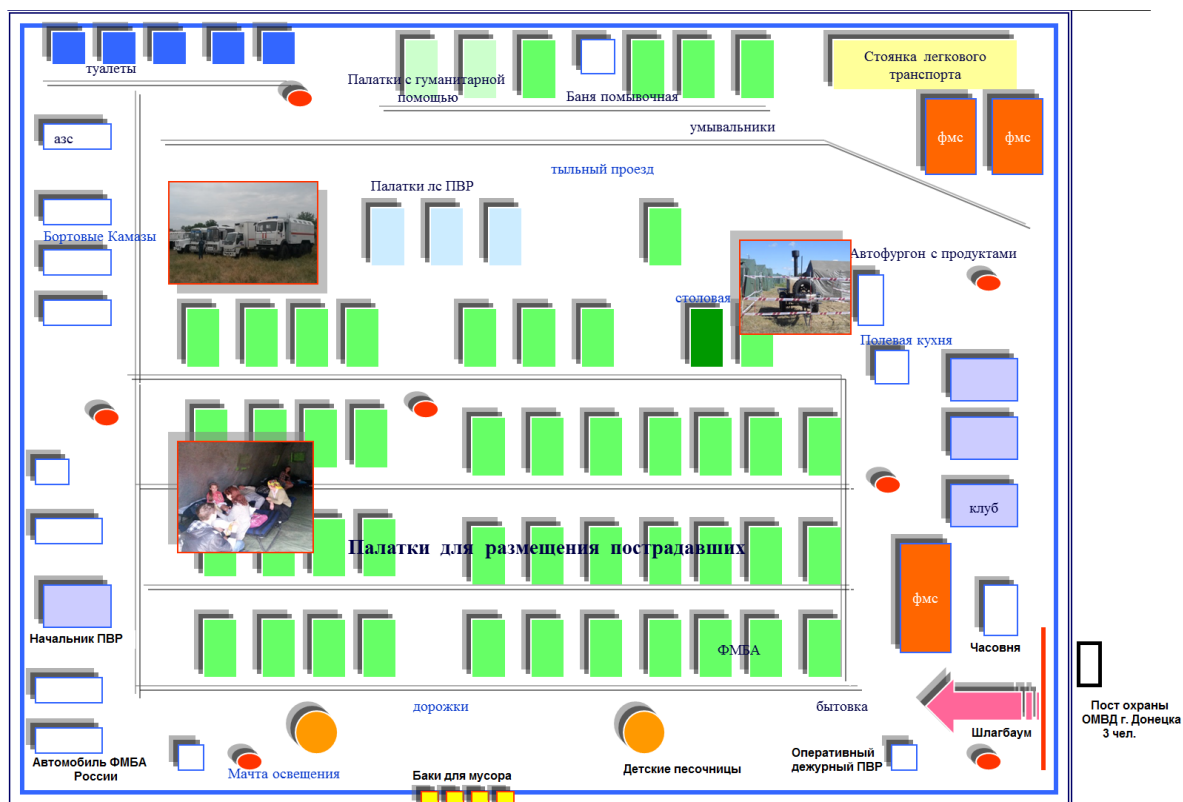 туалеты
Палатки с гуманитарной
помощью
Баня помывочная
Стоянка легкового
транспорта
азс
умывальники
фмс
фмс
тыльный проезд
Палатки лс ПВР
Бортовые Камазы
Автофургон с продуктами
столовая
Полевая кухня
клуб
Палатки для размещения пострадавших
фмс
Начальник ПВР
Часовня
ФМБА
дорожки
бытовка
Пост охраны
ОМВД г. Донецка
3 чел.
Шлагбаум
Автомобиль ФМБА
России
Мачта освещения
Баки для мусора
Детские песочницы
Оперативный
дежурный ПВР